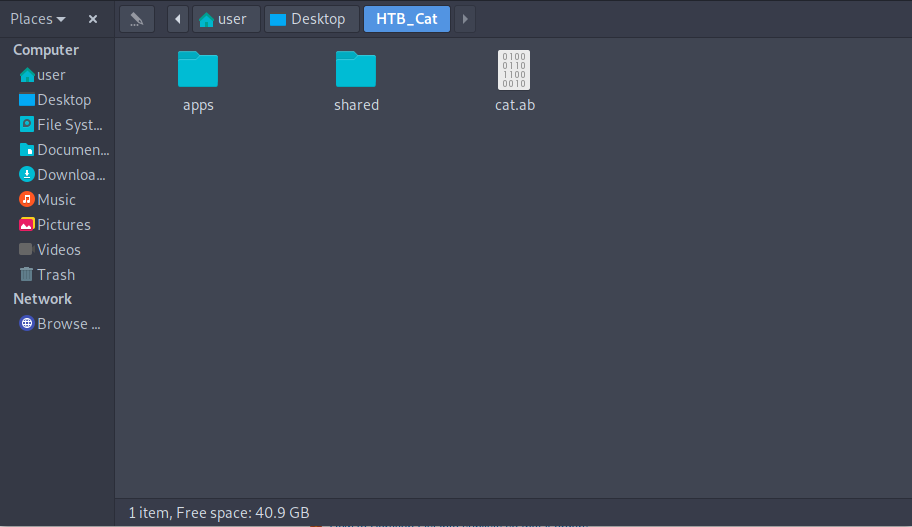 Places
user
Desktop
HTB_Cat
Computer
user
Desktop
File Syst...
Documen...
Downloa...
Music
Pictures
Videos
Trash
Network
Browse ...
apps
shared
0100
0110
1100
0010
cat.ab
1 item, Free space: 40.9 GB